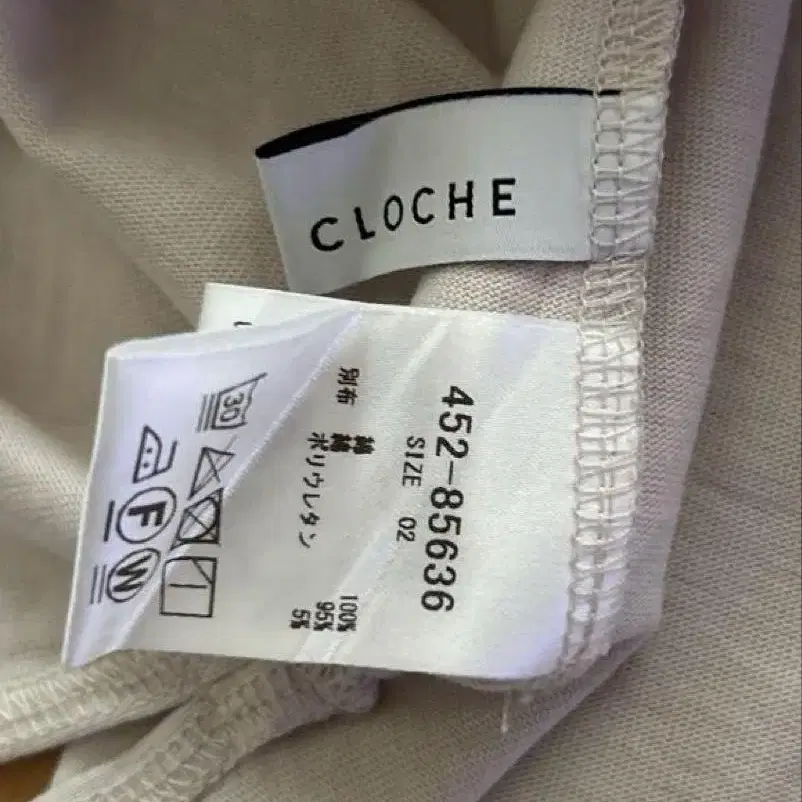 CLOCHE
452-85636
SIZE 02
綿 100%
別布 綿 95%
ポリウレタン 5%
30
F
W